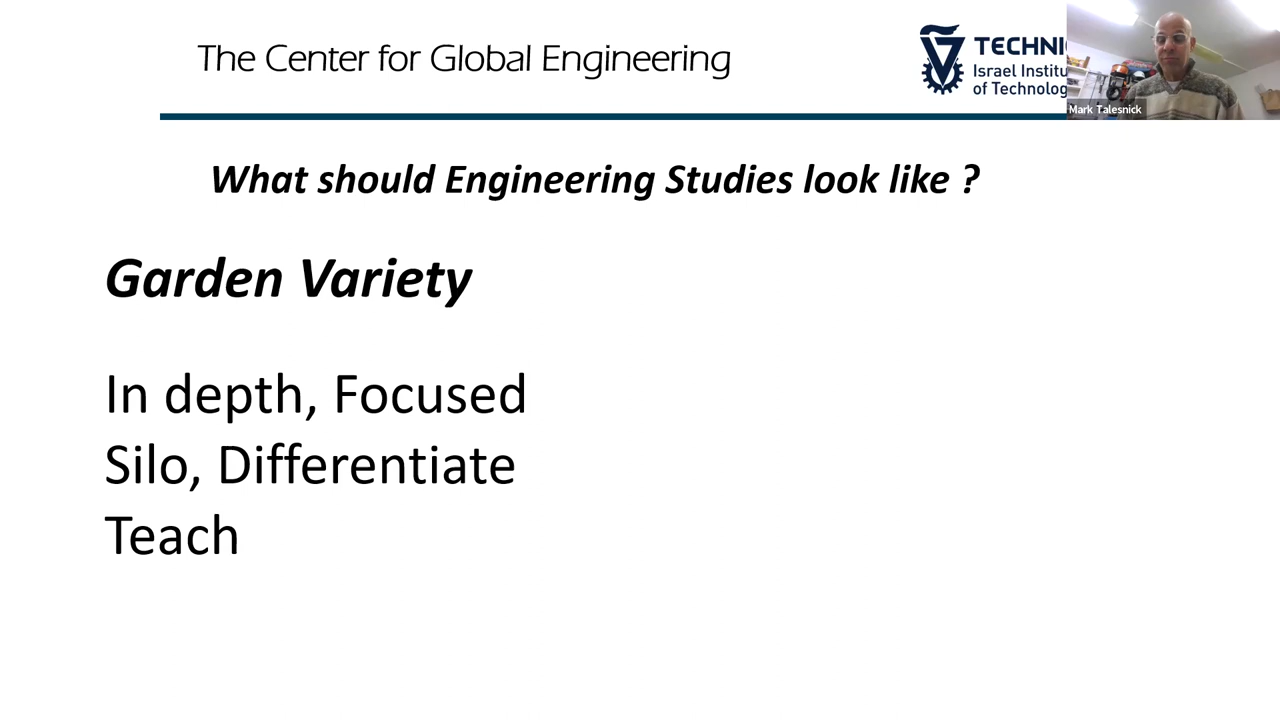 The Center for Global Engineering
TECHNI
Israel Institu
of Technolog
Mark Talesnick
What should Engineering Studies look like ?
Garden Variety
In depth, Focused
Silo, Differentiate
Teach